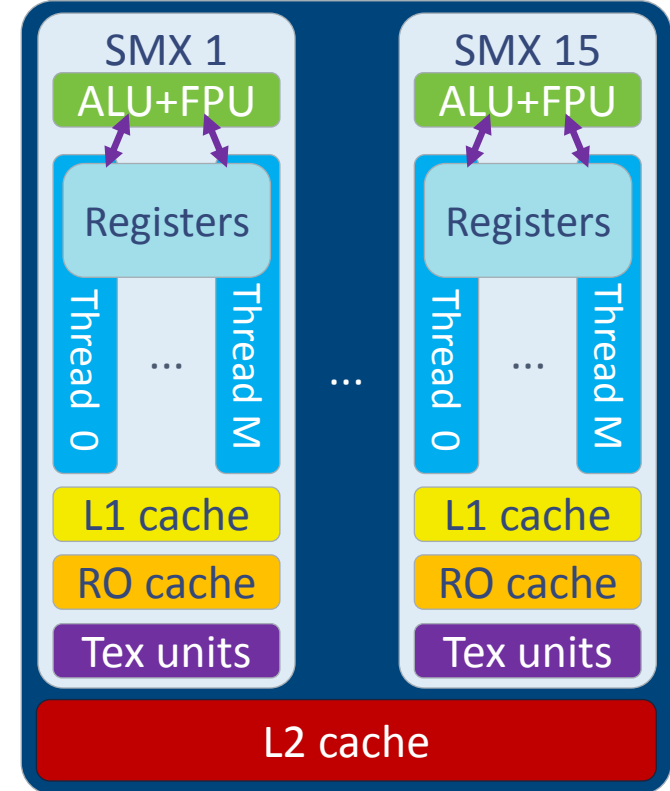 SMX 1
ALU+FPU
Registers
Thread 0
...
Thread M
L1 cache
RO cache
Tex units
...
SMX 15
ALU+FPU
Registers
Thread 0
...
Thread M
L1 cache
RO cache
Tex units
L2 cache